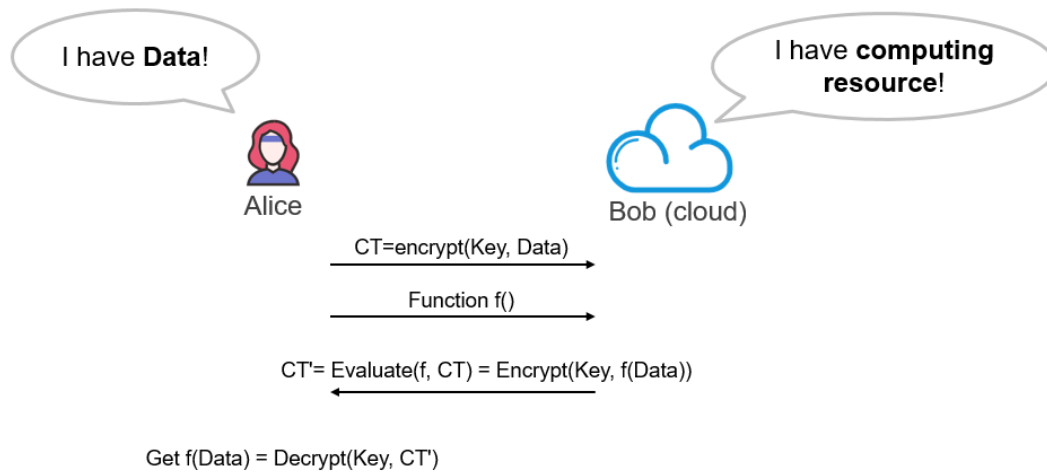 I have Data!
I have computing
resource!
Alice
Bob (cloud)
CT=encrypt(Key, Data)
Function f()
CT'= Evaluate(f, CT) = Encrypt(Key, f(Data))
Get f(Data) = Decrypt(Key, CT')